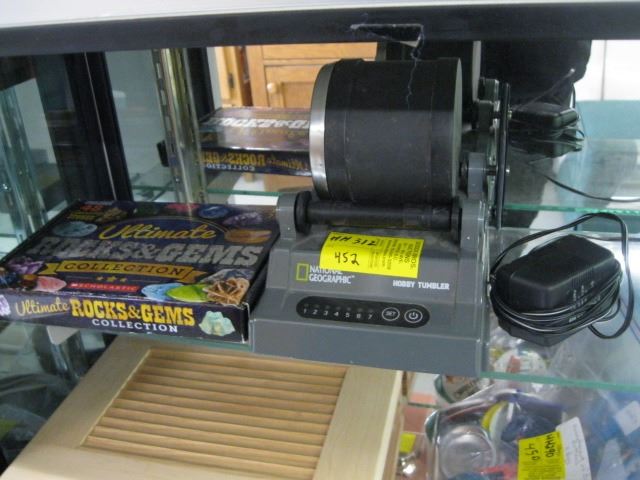 Ultimate
ROCKS & GEMS
COLLECTION
SCHOLASTIC
Ultimate ROCKS & GEMS
COLLECTION
HH 312
452
NATIONAL
GEOGRAPHIC
HOBBY TUMBLER
1 2 3 4 5 6 7
SET
450